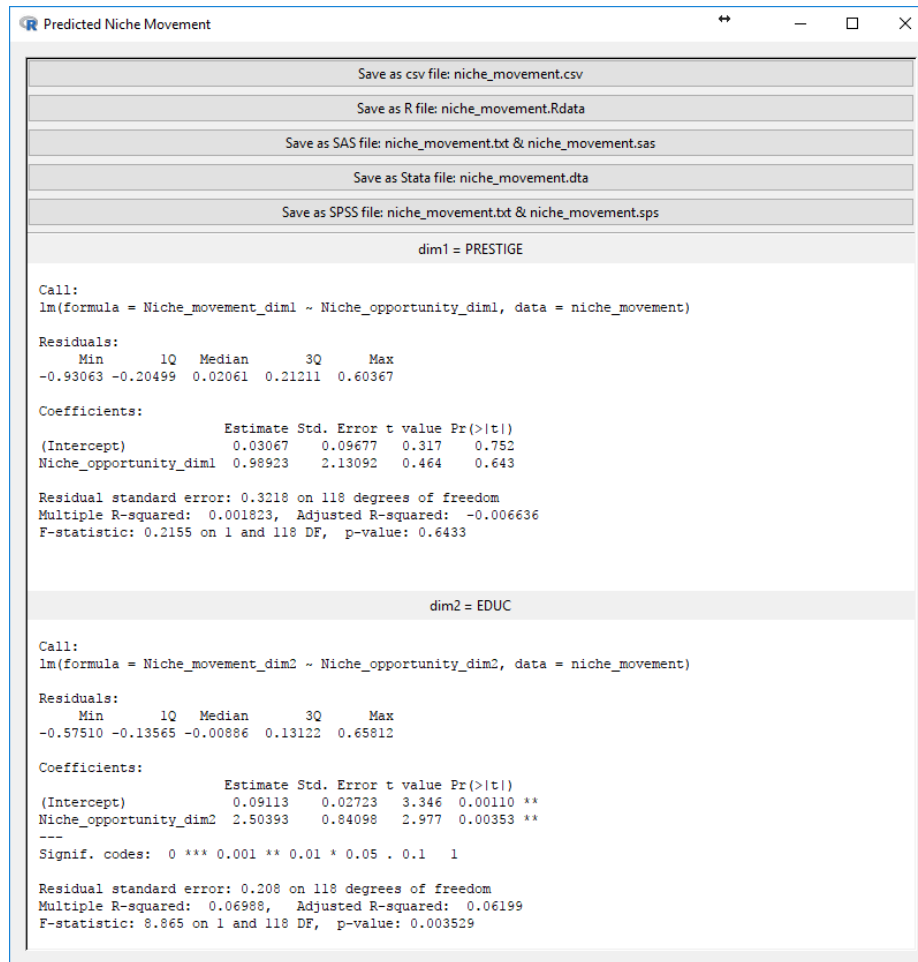 Predicted Niche Movement
Save as csv file: niche_movement.csv
Save as R file: niche_movement.Rdata
Save as SAS file: niche_movement.txt & niche_movement.sas
Save as Stata file: niche_movement.dta
Save as SPSS file: niche_movement.txt & niche_movement.sps
dim1 = PRESTIGE
Call:
lm(formula = Niche_movement_dim1 ~ Niche_opportunity_dim1, data = niche_movement)
Residuals:
Min 1Q Median 3Q Max
-0.93063 -0.20499 0.02061 0.21211 0.60367
Coefficients:
Estimate Std. Error t value Pr(>|t|)
(Intercept) 0.03067 0.09677 0.317 0.752
Niche_opportunity_dim1 0.98923 2.13092 0.464 0.643
Residual standard error: 0.3218 on 118 degrees of freedom
Multiple R-squared: 0.001823, Adjusted R-squared: -0.006636
F-statistic: 0.2155 on 1 and 118 DF, p-value: 0.6433
dim2 = EDUC
Call:
lm(formula = Niche_movement_dim2 ~ Niche_opportunity_dim2, data = niche_movement)
Residuals:
Min 1Q Median 3Q Max
-0.57510 -0.13565 -0.00886 0.13122 0.65812
Coefficients:
Estimate Std. Error t value Pr(>|t|)
(Intercept) 0.09113 0.02723 3.346 0.00110 **
Niche_opportunity_dim2 2.50393 0.84098 2.977 0.00353 **
---
Signif. codes: 0 *** 0.001 ** 0.01 * 0.05 . 0.1 1
Residual standard error: 0.208 on 118 degrees of freedom
Multiple R-squared: 0.06988, Adjusted R-squared: 0.06199
F-statistic: 8.865 on 1 and 118 DF, p-value: 0.003529